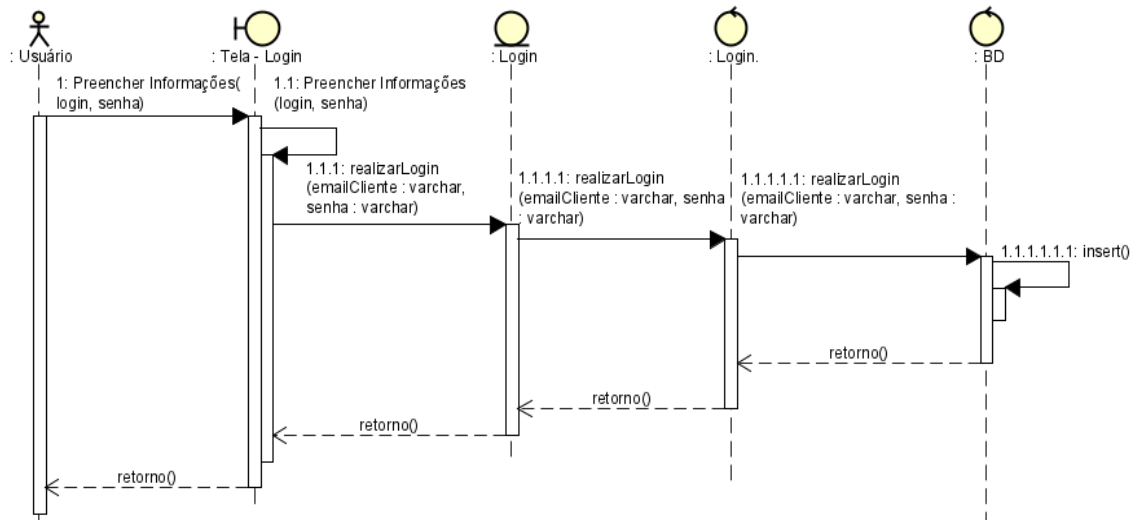 : Usuário
: Tela - Login
: Login
: Login.
: BD
1: Preencher Informações(
login, senha)
1.1: Preencher Informações
(login, senha)
1.1.1: realizarLogin
(emailCliente : varchar,
senha : varchar)
1.1.1.1: realizarLogin
(emailCliente : varchar, senha
: varchar)
1.1.1.1.1: realizarLogin
(emailCliente : varchar, senha :
varchar)
1.1.1.1.1.1: insert()
retorno()
retorno()
retorno()
retorno()